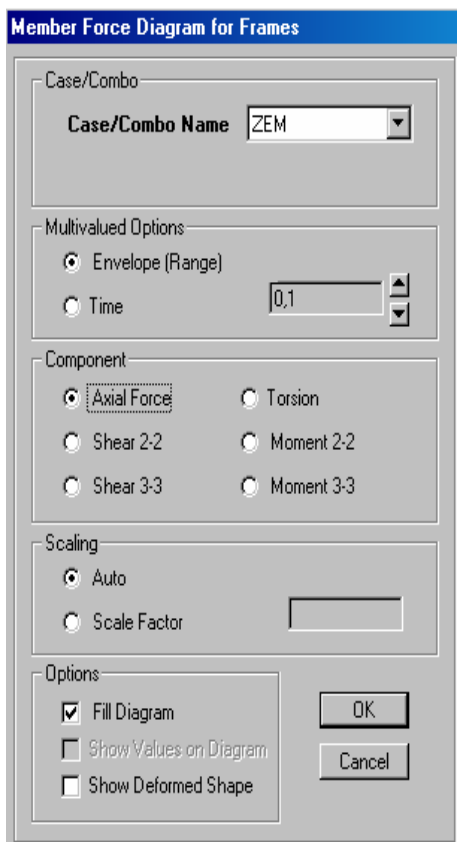 Member Force Diagram for Frames
Case/Combo
Case/Combo Name ZEM
Multivalued Options
Envelope (Range)
Time 0,1
Component
Axial Force Torsion
Shear 2-2 Moment 2-2
Shear 3-3 Moment 3-3
Scaling
Auto
Scale Factor
Options
Fill Diagram OK
Show Values on Diagram
Cancel
Show Deformed Shape